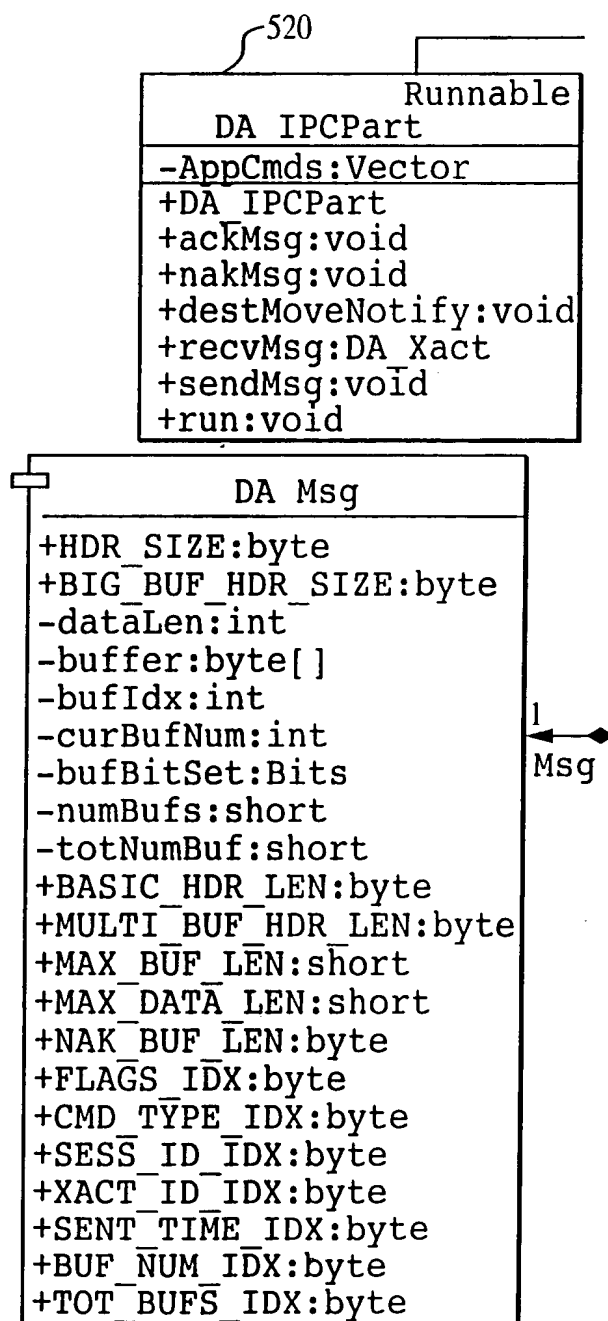 520
Runnable
DA IPCPart
-AppCmds:Vector
+DA_IPCPart
+ackMsg:void
+nakMsg:void
+destMoveNotify:void
+recvMsg:DA_Xact
+sendMsg:void
+run:void
DA Msg
+HDR_SIZE:byte
+BIG_BUF_HDR_SIZE:byte
-dataLen:int
-buffer:byte[]
-bufIdx:int
-curBufNum:int
-bufBitSet:Bits
-numBufs:short
-totNumBuf:short
+BASIC_HDR_LEN:byte
+MULTI_BUF_HDR_LEN:byte
+MAX_BUF_LEN:short
+MAX_DATA_LEN:short
+NAK_BUF_LEN:byte
+FLAGS_IDX:byte
+CMD_TYPE_IDX:byte
+SESS_ID_IDX:byte
+XACT_ID_IDX:byte
+SENT_TIME_IDX:byte
+BUF_NUM_IDX:byte
+TOT_BUFS_IDX:byte
1
Msg